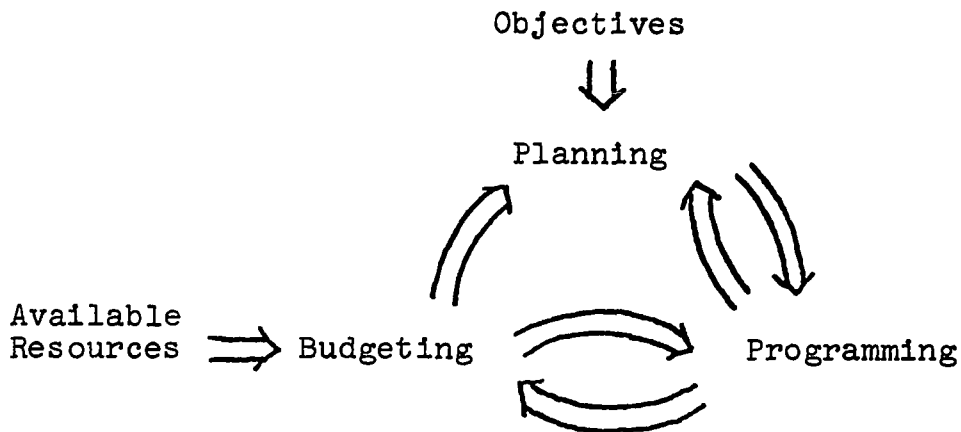 Objectives
Planning
Available
Resources
Budgeting
Programming